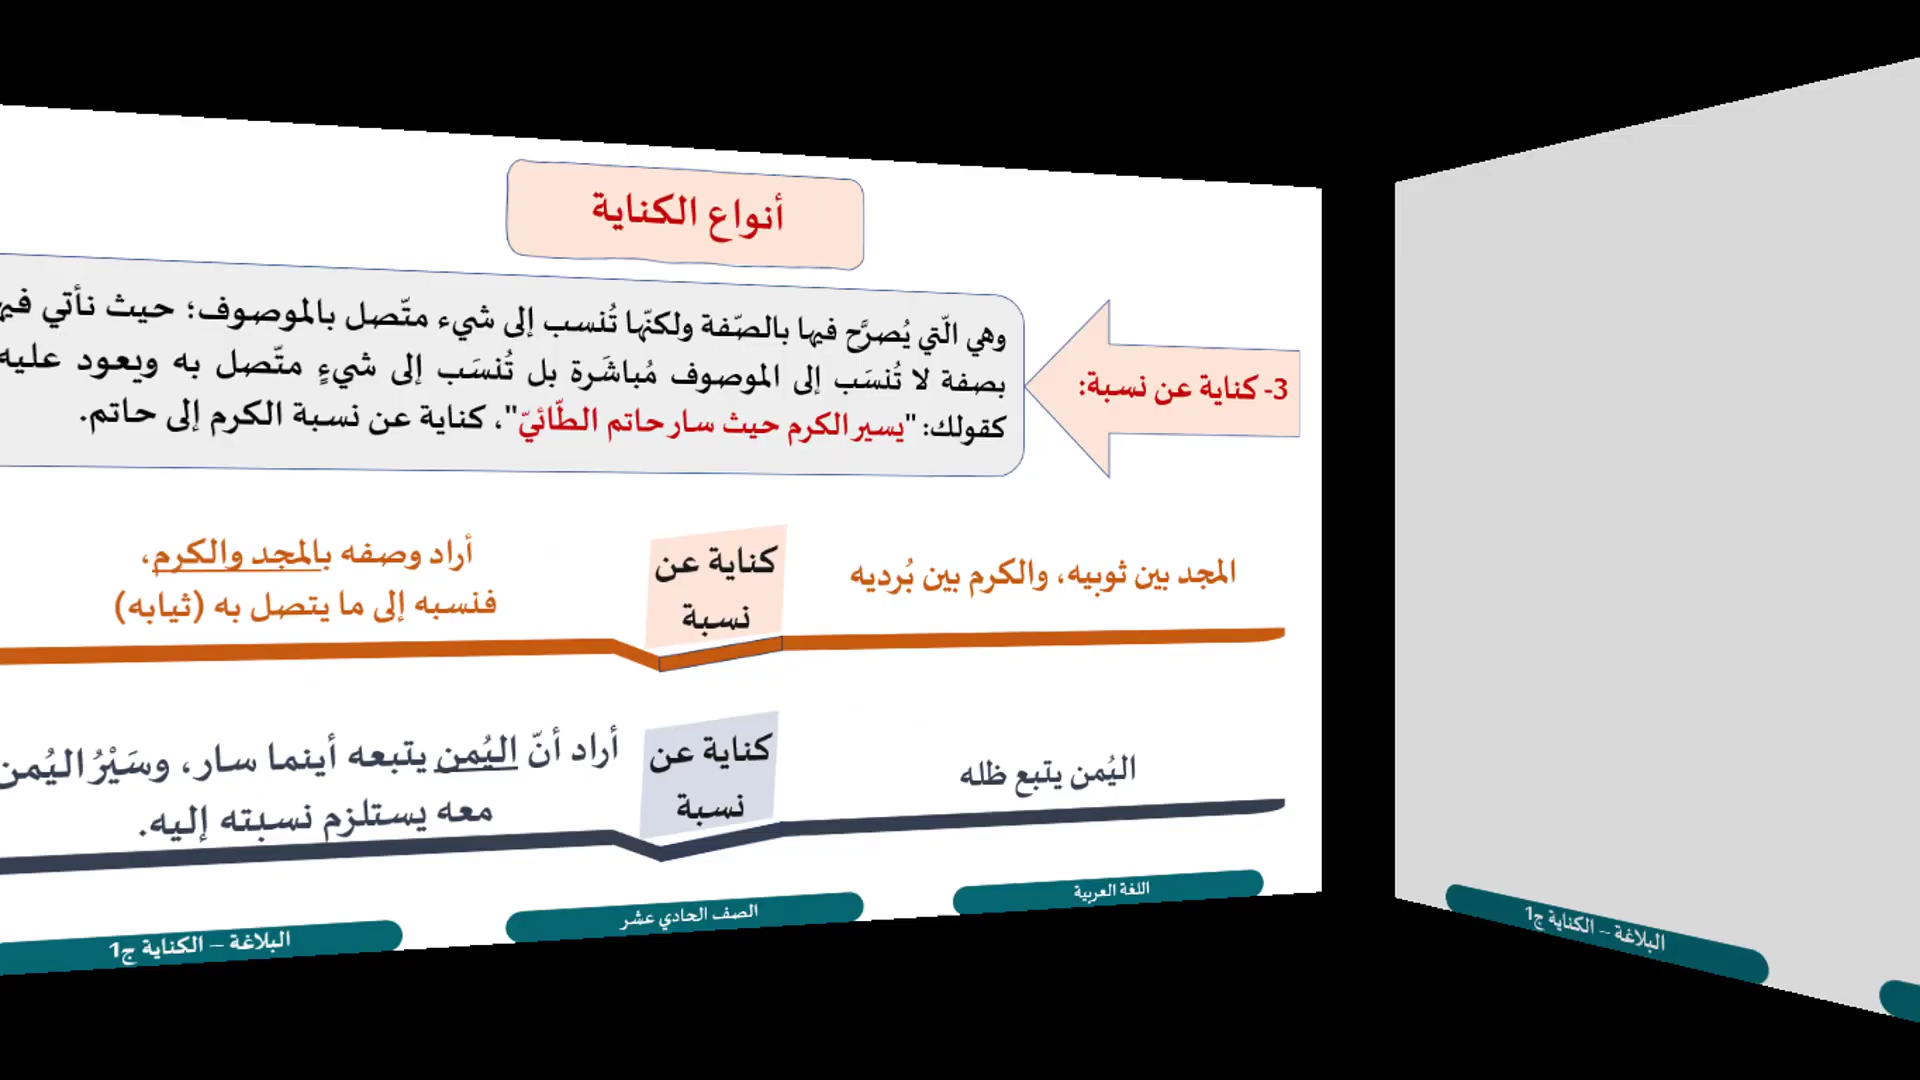 أنواع الكناية
3- كناية عن نسبة:
وهي الّتي يُصرَّح فيها بالصّفة ولكنّها تُنسب إلى شيء متّصل بالموصوف؛ حيث نأتي فيها
بصفة لا تُنسَب إلى الموصوف مُباشَرة بل تُنسَب إلى شيءٍ متّصل به ويعود عليه
كقولك: "يسير الكرم حيث سار حاتم الطّائيّ"، كناية عن نسبة الكرم إلى حاتم.
المجد بين ثوبيه، والكرم بين بُرديه
كناية عن
نسبة
أراد وصفه بالمجد والكرم،
فنسبه إلى ما يتصل به (ثيابه)
اليُمن يتبع ظله
كناية عن
نسبة
أراد أنّ اليُمن يتبعه أينما سار، وسَيْرُ اليُمن
معه يستلزم نسبته إليه.
اللغة العربية
الصف الحادي عشر
البلاغة – الكناية ج1
البلاغة – الكناية ج1